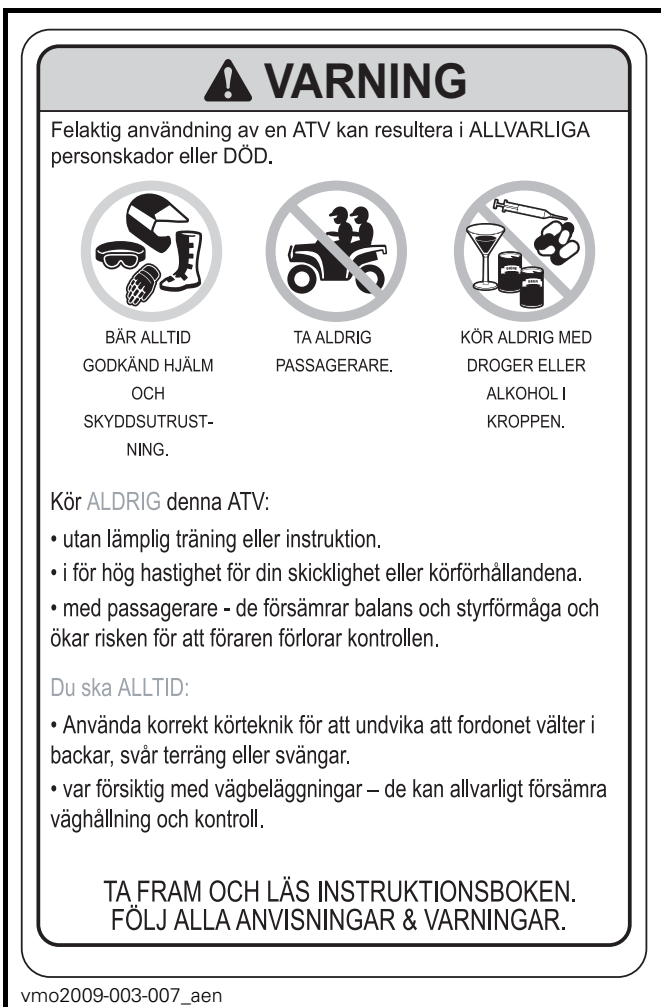 VARNING
Felaktig användning av en ATV kan resultera i ALLVARLIGA
personskador eller DÖD.
BÄR ALLTID
GODKÄND HJÄLM
OCH
SKYDDSUTRUST-
NING.
TA ALDRIG
PASSAGERARE.
KÖR ALDRIG MED
DROGER ELLER
ALKOHOL I
KROPPEN.
Kör ALDRIG denna ATV:
• utan lämplig träning eller instruktion.
• i för hög hastighet för din skicklighet eller körförhållandena.
• med passagerare - de försämrar balans och styrförmåga och
ökar risken för att föraren förlorar kontrollen.
Du ska ALLTID:
• Använda korrekt körteknik för att undvika att fordonet välter i
backar, svår terräng eller svängar.
• var försiktig med vägbeläggningar – de kan allvarligt försämra
väghållning och kontroll.
TA FRAM OCH LÄS INSTRUKTIONSBOKEN.
FÖLJ ALLA ANVISNINGAR & VARNINGAR.
vmo2009-003-007_aen